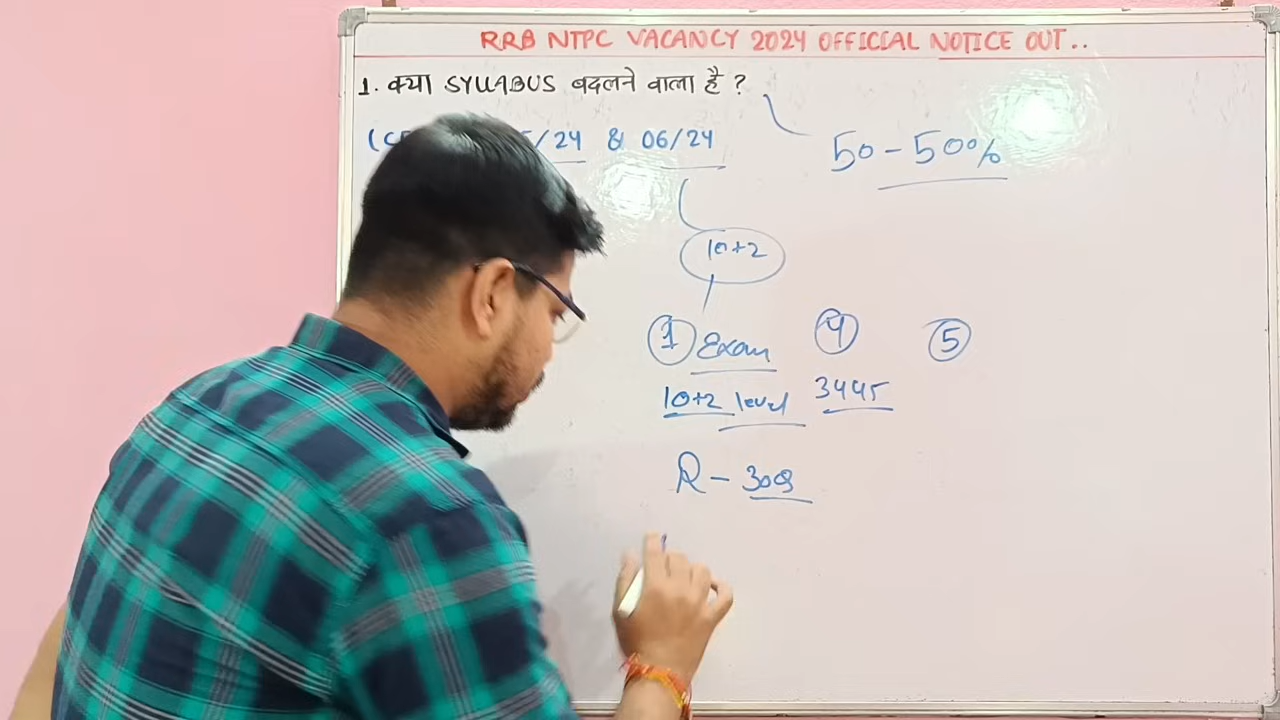 RRB NTPC VACANCY 2024 OFFICIAL NOTICE OUT..
1. क्या SYLLABUS बदलने वाला है ?
/24 & 06/24
50-50%
10+2
1 Exam 4 5
10+2 level 3445
R - 30Q